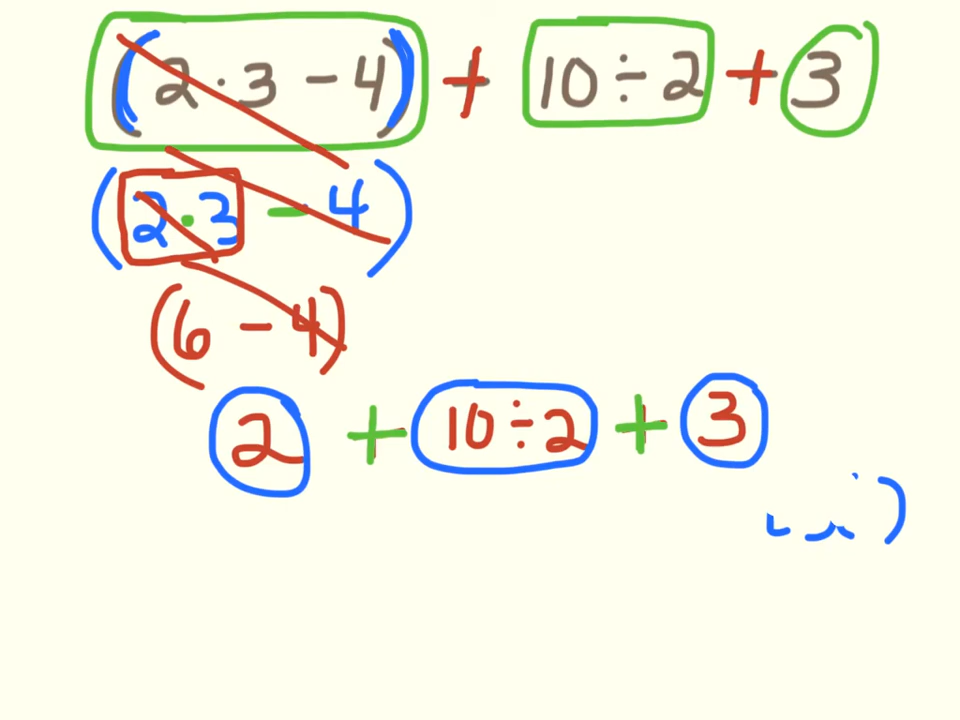 (2 · 3 − 4) + 10 ÷ 2 + 3
(2 · 3 − 4)
(6 − 4)
2 + 10 ÷ 2 + 3